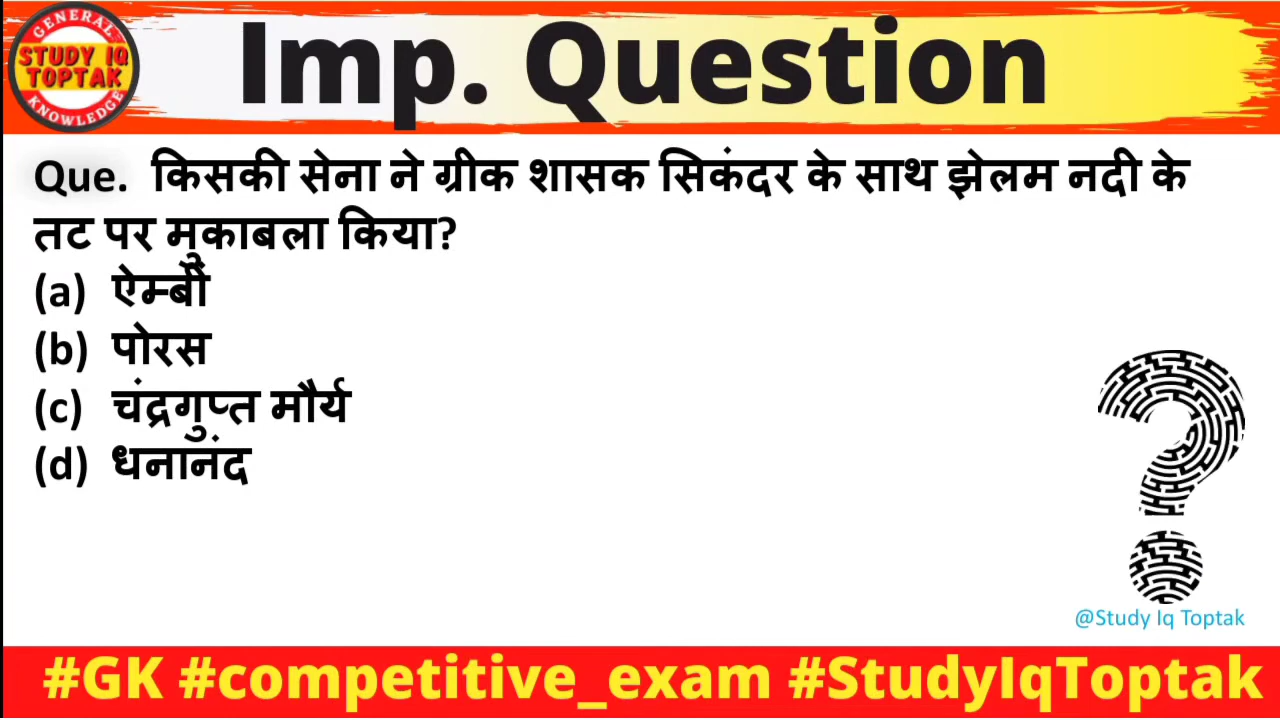 GENERAL
STUDY IQ
TOPTAK
KNOWLEDGE
Imp. Question
Que. किसकी सेना ने ग्रीक शासक सिकंदर के साथ झेलम नदी के
तट पर मुकाबला किया?
(a) ऐम्बों
(b) पोरस
(c) चंद्रगुप्त मौर्य
(d) धनानंद
@Study Iq Toptak
#GK #competitive_exam #StudyIqToptak